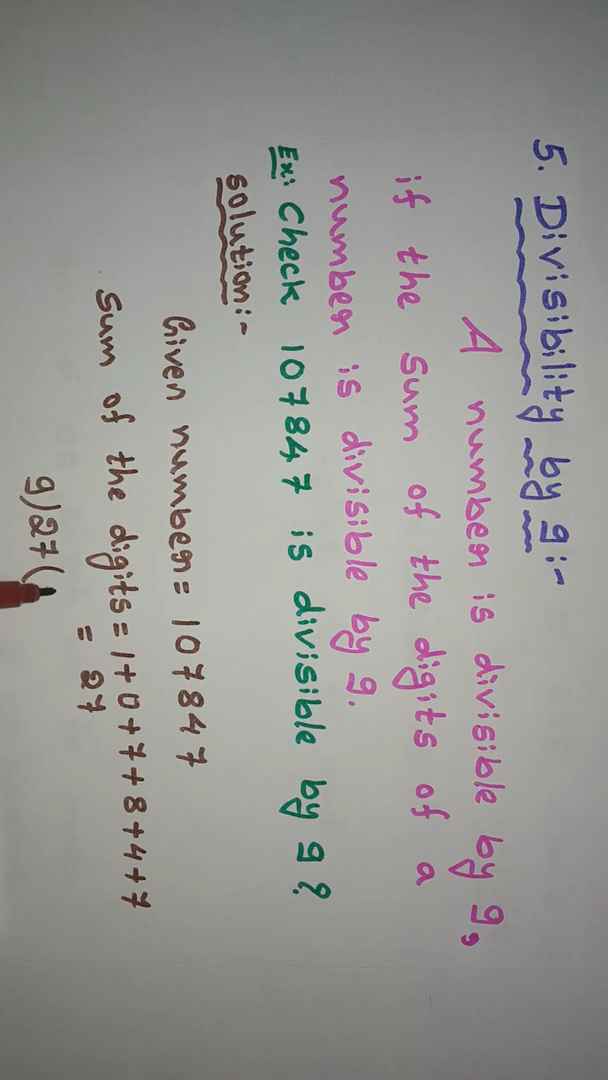 5. Divisibility by 9:-
A number is divisible by 9,
if the sum of the digits of a
number is divisible by 9.
Ex: Check 107847 is divisible by 9?
Solution:-
Given number = 107847
Sum of the digits = 1+0+7+8+4+7
= 27
9)27(